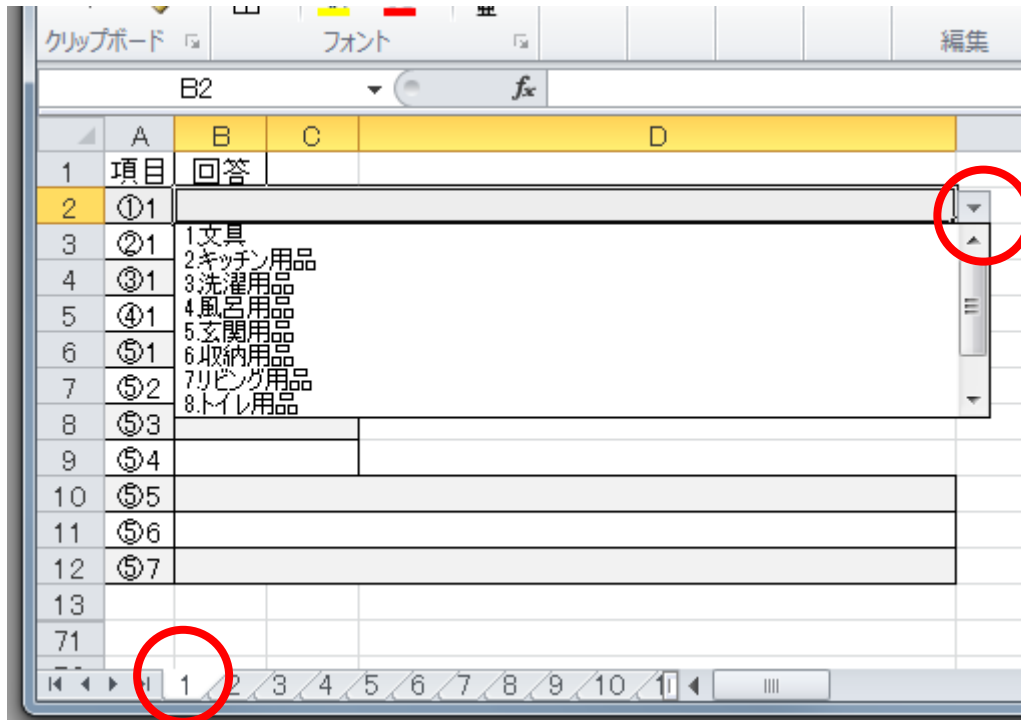 クリップボード フォント 編集
B2 fx
A B C D
1 項目 回答
2 ①1
3 ②1
4 ③1
5 ④1
6 ⑤1
7 ⑤2
8 ⑤3
9 ⑤4
10 ⑤5
11 ⑤6
12 ⑤7
13
71
1.文具
2.キッチン用品
3.洗濯用品
4.風呂用品
5.玄関用品
6.収納用品
7.リビング用品
8.トイレ用品
1 2 3 4 5 6 7 8 9 10